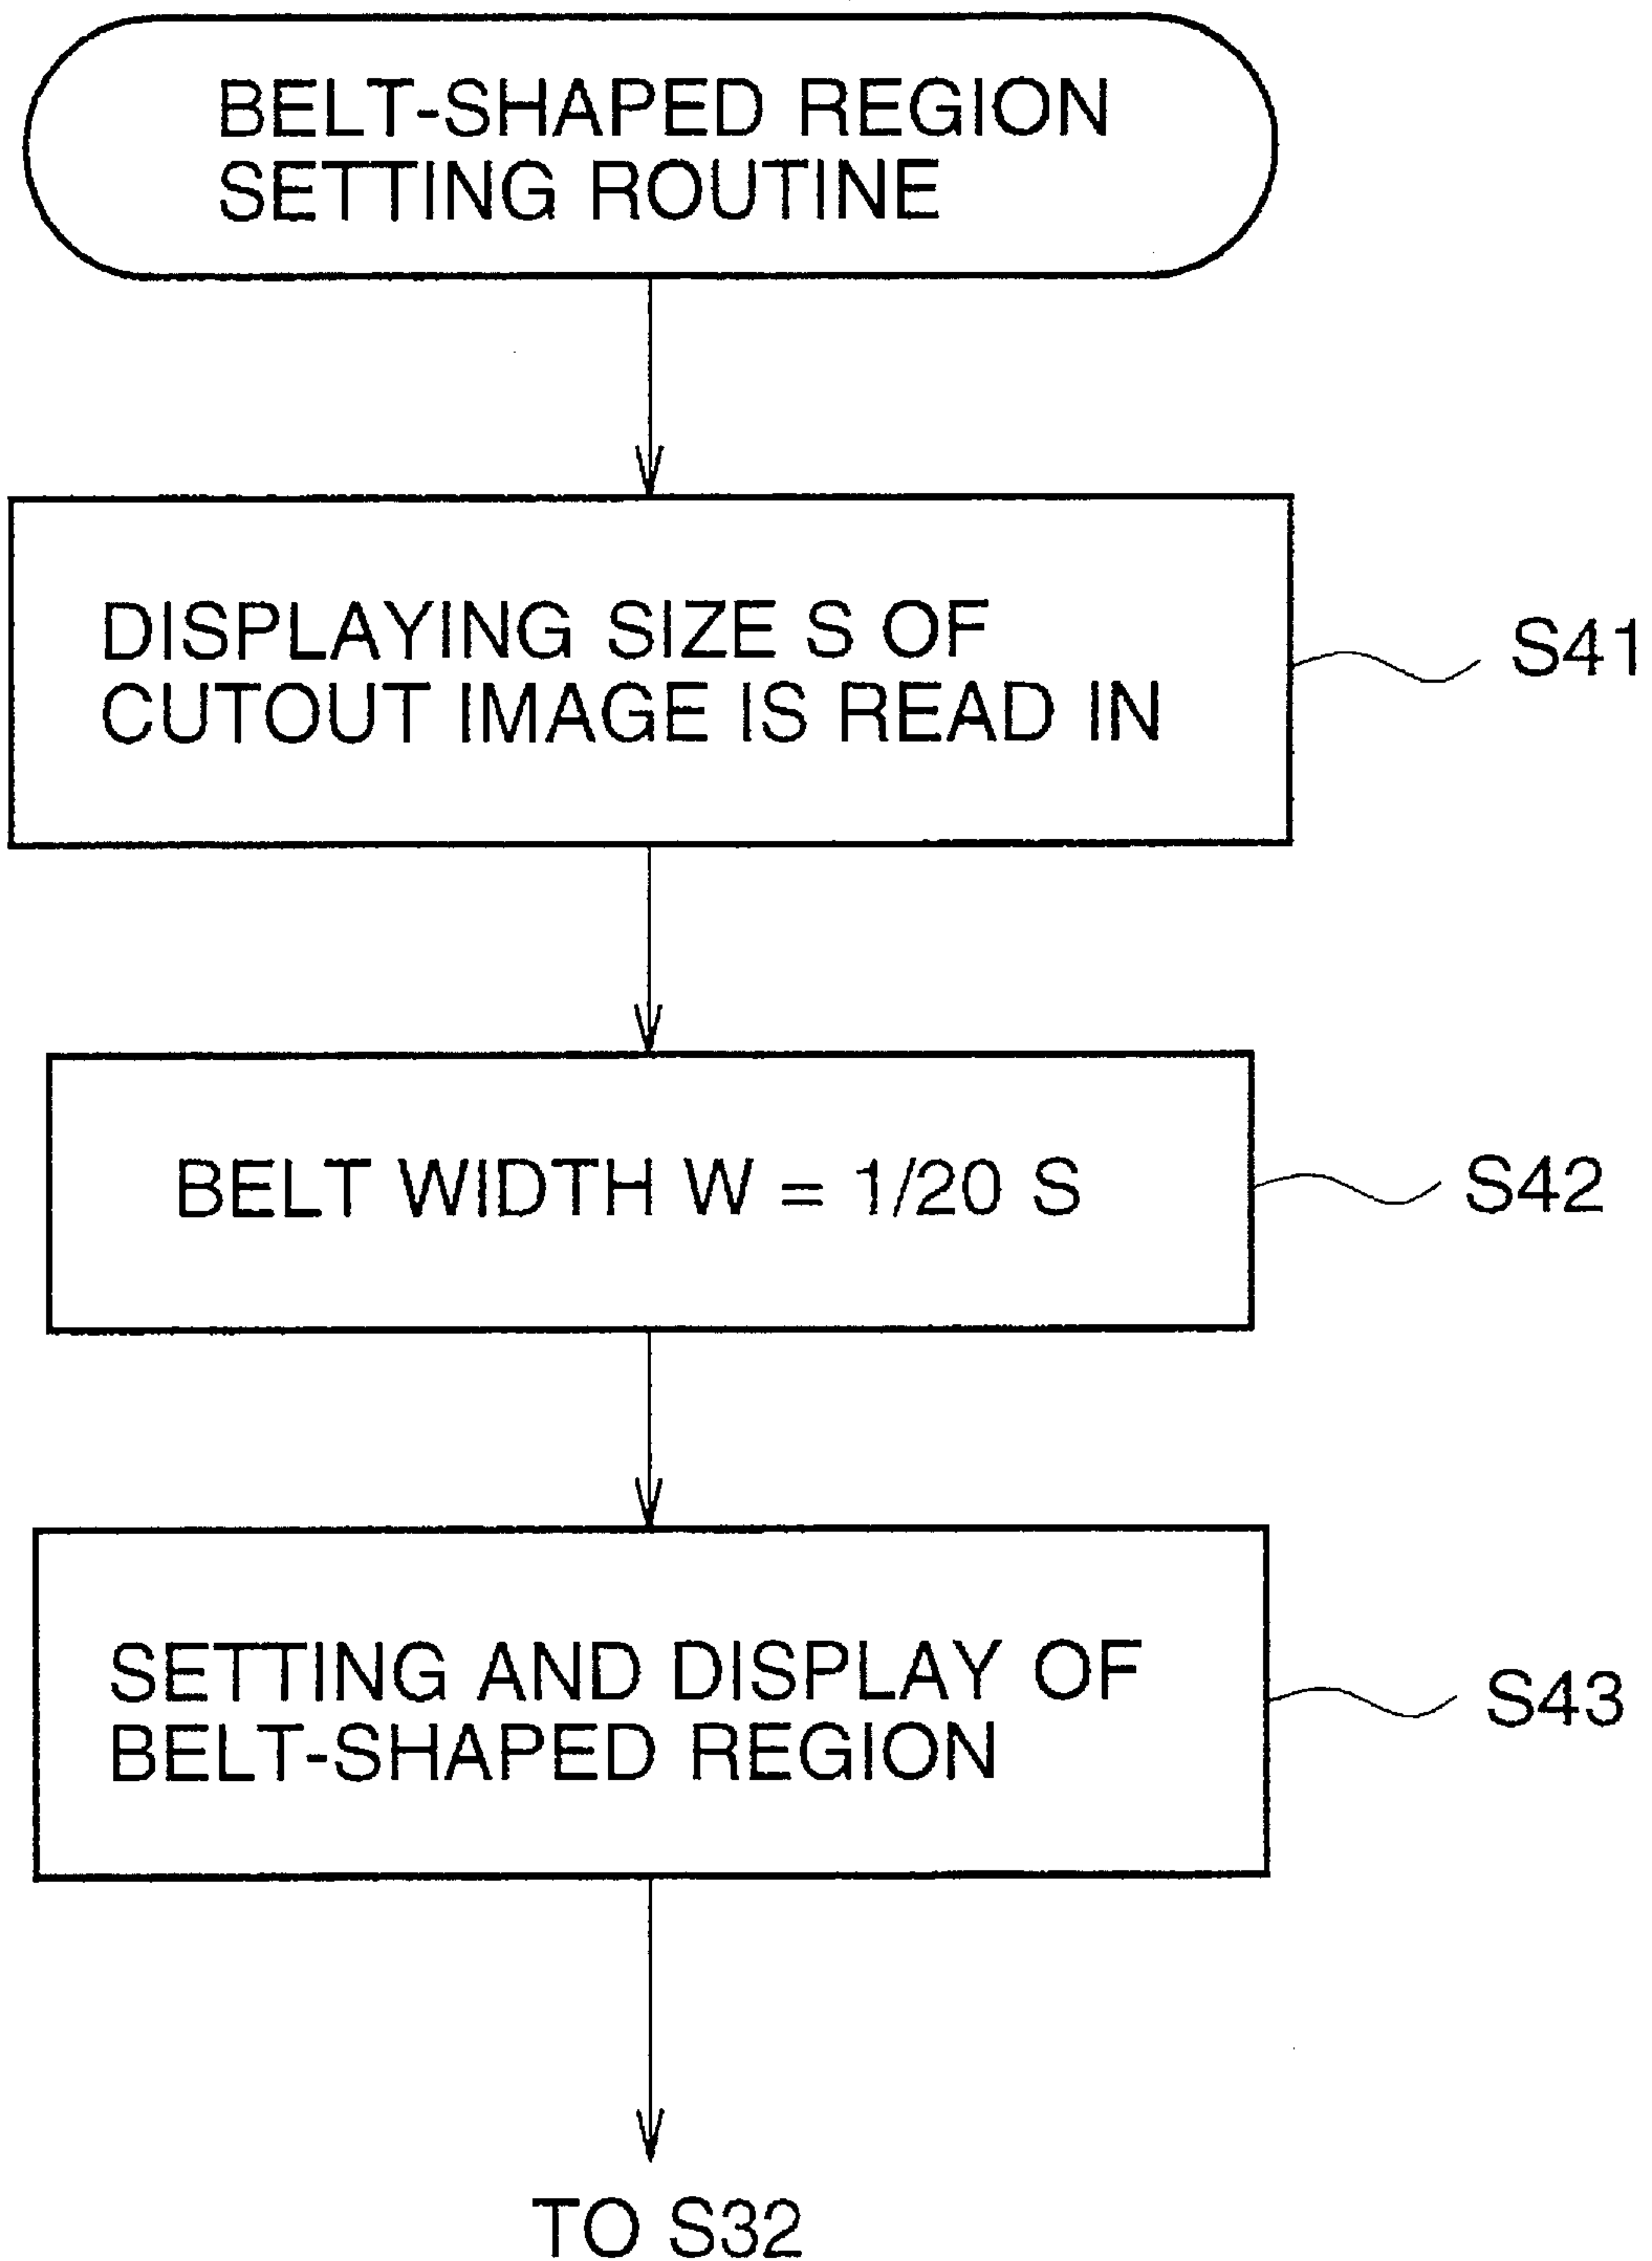 BELT-SHAPED REGION
SETTING ROUTINE
DISPLAYING SIZE S OF
CUTOUT IMAGE IS READ IN
S41
BELT WIDTH W = 1/20 S
S42
SETTING AND DISPLAY OF
BELT-SHAPED REGION
S43
TO S32